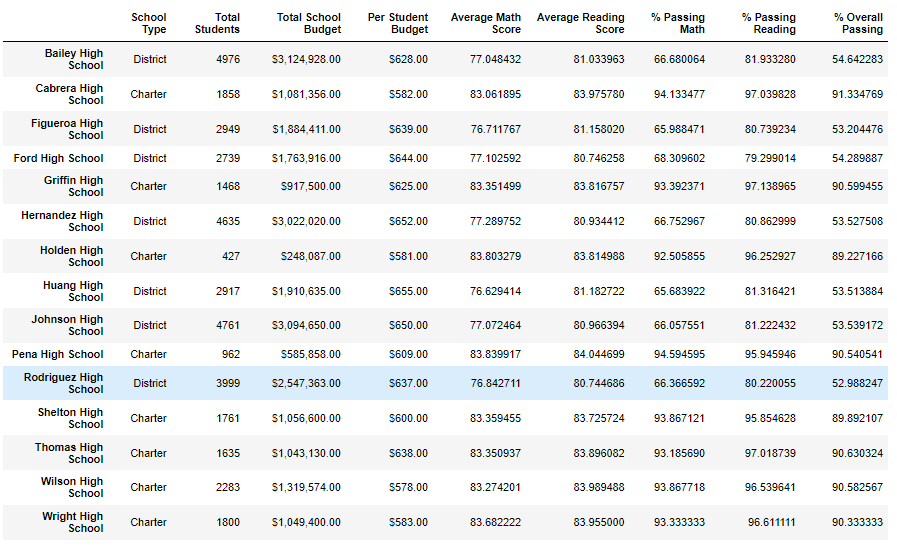 School Type Total Students Total School Budget Per Student Budget Average Math Score Average Reading Score % Passing Math % Passing Reading % Overall Passing
Bailey High School District 4976 $3,124,928.00 $628.00 77.048432 81.033963 66.680064 81.933280 54.642283
Cabrera High School Charter 1858 $1,081,356.00 $582.00 83.061895 83.975780 94.133477 97.039828 91.334769
Figueroa High School District 2949 $1,884,411.00 $639.00 76.711767 81.158020 65.988471 80.739234 53.204476
Ford High School District 2739 $1,763,916.00 $644.00 77.102592 80.746258 68.309602 79.299014 54.289887
Griffin High School Charter 1468 $917,500.00 $625.00 83.351499 83.816757 93.392371 97.138965 90.599455
Hernandez High School District 4635 $3,022,020.00 $652.00 77.289752 80.934412 66.752967 80.862999 53.527508
Holden High School Charter 427 $248,087.00 $581.00 83.803279 83.814988 92.505855 96.252927 89.227166
Huang High School District 2917 $1,910,635.00 $655.00 76.629414 81.182722 65.683922 81.316421 53.513884
Johnson High School District 4761 $3,094,650.00 $650.00 77.072464 80.966394 66.057551 81.222432 53.539172
Pena High School Charter 962 $585,858.00 $609.00 83.839917 84.044699 94.594595 95.945946 90.540541
Rodriguez High School District 3999 $2,547,363.00 $637.00 76.842711 80.744686 66.366592 80.220055 52.988247
Shelton High School Charter 1761 $1,056,600.00 $600.00 83.359455 83.725724 93.867121 95.854628 89.892107
Thomas High School Charter 1635 $1,043,130.00 $638.00 83.350937 83.896082 93.185690 97.018739 90.630324
Wilson High School Charter 2283 $1,319,574.00 $578.00 83.274201 83.989488 93.867718 96.539641 90.582567
Wright High School Charter 1800 $1,049,400.00 $583.00 83.682222 83.955000 93.333333 96.611111 90.333333